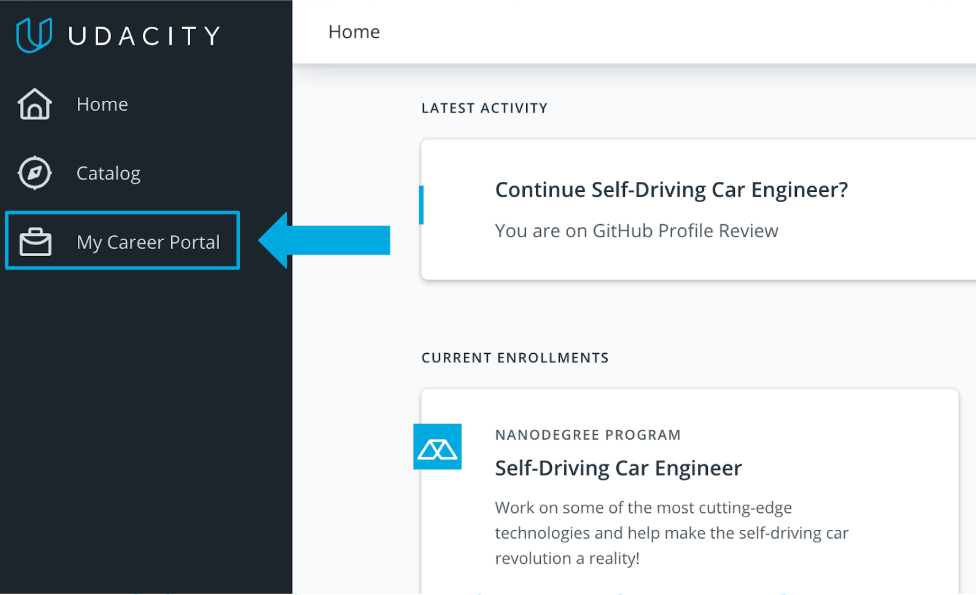 UDACITY
Home
Catalog
My Career Portal
Home
LATEST ACTIVITY
Continue Self-Driving Car Engineer?
You are on GitHub Profile Review
CURRENT ENROLLMENTS
NANODEGREE PROGRAM
Self-Driving Car Engineer
Work on some of the most cutting-edge
technologies and help make the self-driving car
revolution a reality!